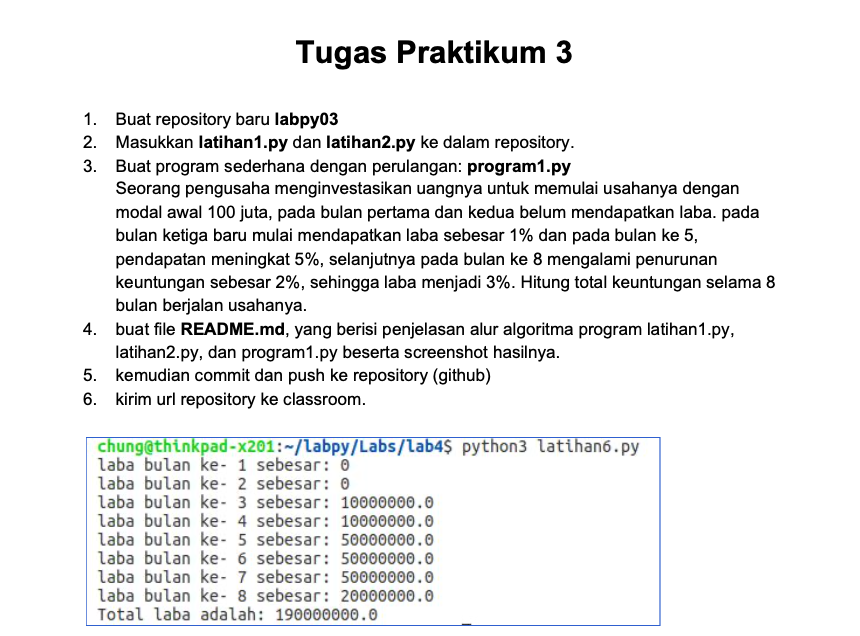 Tugas Praktikum 3
1. Buat repository baru labpy03
2. Masukkan latihan1.py dan latihan2.py ke dalam repository.
3. Buat program sederhana dengan perulangan: program1.py
Seorang pengusaha menginvestasikan uangnya untuk memulai usahanya dengan
modal awal 100 juta, pada bulan pertama dan kedua belum mendapatkan laba. pada
bulan ketiga baru mulai mendapatkan laba sebesar 1% dan pada bulan ke 5,
pendapatan meningkat 5%, selanjutnya pada bulan ke 8 mengalami penurunan
keuntungan sebesar 2%, sehingga laba menjadi 3%. Hitung total keuntungan selama 8
bulan berjalan usahanya.
4. buat file README.md, yang berisi penjelasan alur algoritma program latihan1.py,
latihan2.py, dan program1.py beserta screenshot hasilnya.
5. kemudian commit dan push ke repository (github)
6. kirim url repository ke classroom.
chung@thinkpad-x201:~/labpy/Labs/lab4$ python3 latihan6.py
laba bulan ke- 1 sebesar: 0
laba bulan ke- 2 sebesar: 0
laba bulan ke- 3 sebesar: 10000000.0
laba bulan ke- 4 sebesar: 10000000.0
laba bulan ke- 5 sebesar: 50000000.0
laba bulan ke- 6 sebesar: 50000000.0
laba bulan ke- 7 sebesar: 50000000.0
laba bulan ke- 8 sebesar: 20000000.0
Total laba adalah: 190000000.0